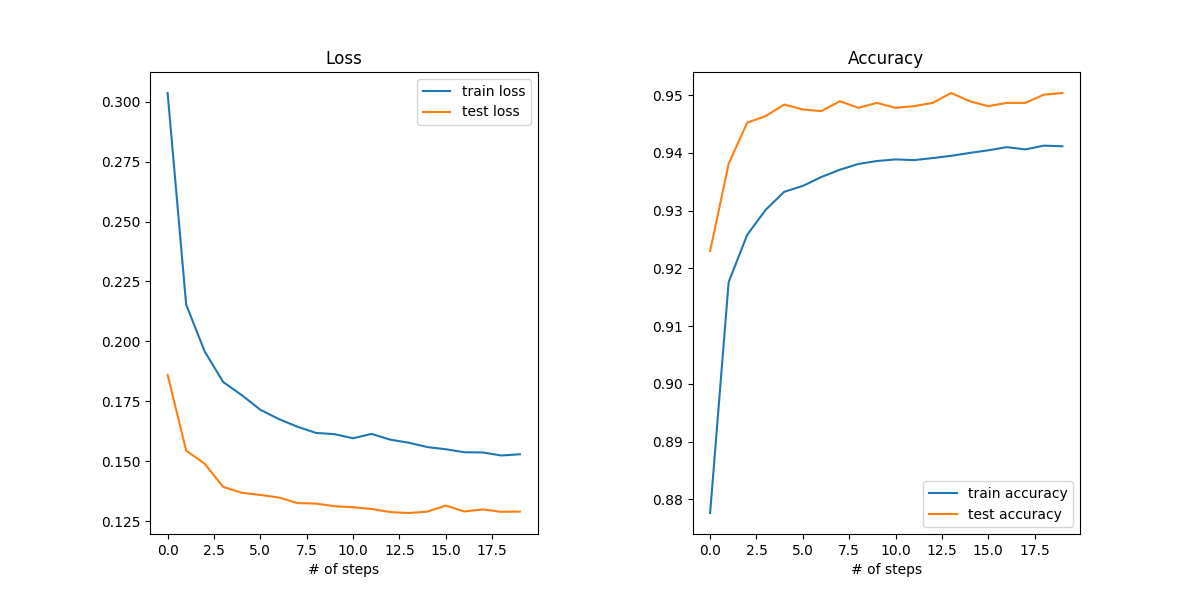 Loss
0.300
0.275
0.250
0.225
0.200
0.175
0.150
0.125
train loss
test loss
0.0 2.5 5.0 7.5 10.0 12.5 15.0 17.5
# of steps
Accuracy
0.95
0.94
0.93
0.92
0.91
0.90
0.89
0.88
train accuracy
test accuracy
0.0 2.5 5.0 7.5 10.0 12.5 15.0 17.5
# of steps